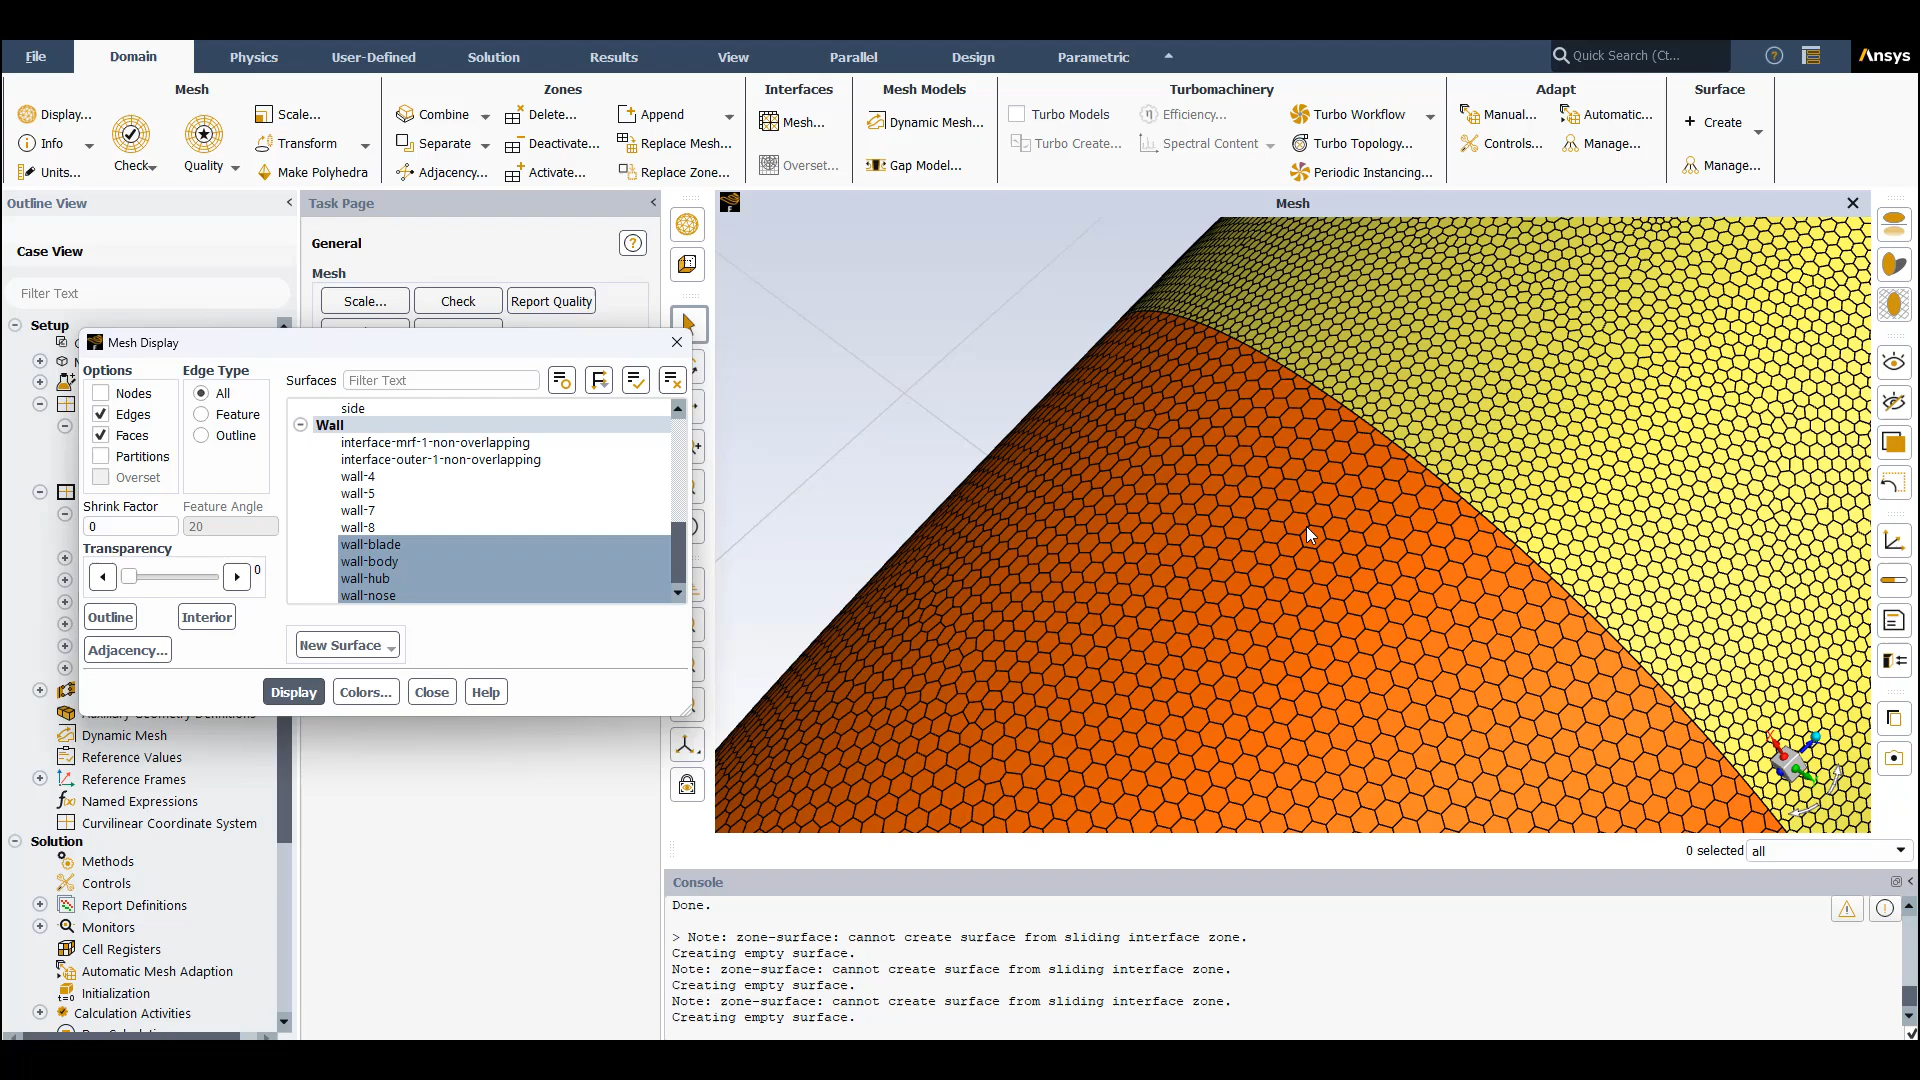 File
Domain
Physics
User-Defined
Solution
Results
View
Parallel
Design
Parametric
Quick Search (Ct...
Ansys
Mesh
Display...
Info
Units...
Check
Quality
Scale...
Transform
Make Polyhedra
Zones
Combine
Separate
Adjacency...
Delete...
Deactivate...
Activate...
Append
Replace Mesh...
Replace Zone...
Interfaces
Mesh...
Overset...
Mesh Models
Dynamic Mesh...
Gap Model...
Turbomachinery
Turbo Models
Turbo Create...
Efficiency...
Spectral Content
Turbo Workflow
Turbo Topology...
Periodic Instancing...
Adapt
Manual...
Controls...
Automatic...
Manage...
Surface
Create
Manage...
Outline View
Case View
Filter Text
Setup
Dynamic Mesh
Reference Values
Reference Frames
Named Expressions
Curvilinear Coordinate System
Solution
Methods
Controls
Report Definitions
Monitors
Cell Registers
Automatic Mesh Adaption
Initialization
Calculation Activities
Task Page
General
Mesh
Scale...
Check
Report Quality
Mesh Display
Options
Nodes
Edges
Faces
Partitions
Overset
Edge Type
All
Feature
Outline
Shrink Factor
0
Feature Angle
20
Transparency
0
Outline
Interior
Adjacency...
Surfaces
Filter Text
side
Wall
interface-mrf-1-non-overlapping
interface-outer-1-non-overlapping
wall-4
wall-5
wall-7
wall-8
wall-blade
wall-body
wall-hub
wall-nose
New Surface
Display
Colors...
Close
Help
Mesh
0 selected
all
Console
Done.
> Note: zone-surface: cannot create surface from sliding interface zone.
Creating empty surface.
Note: zone-surface: cannot create surface from sliding interface zone.
Creating empty surface.
Note: zone-surface: cannot create surface from sliding interface zone.
Creating empty surface.